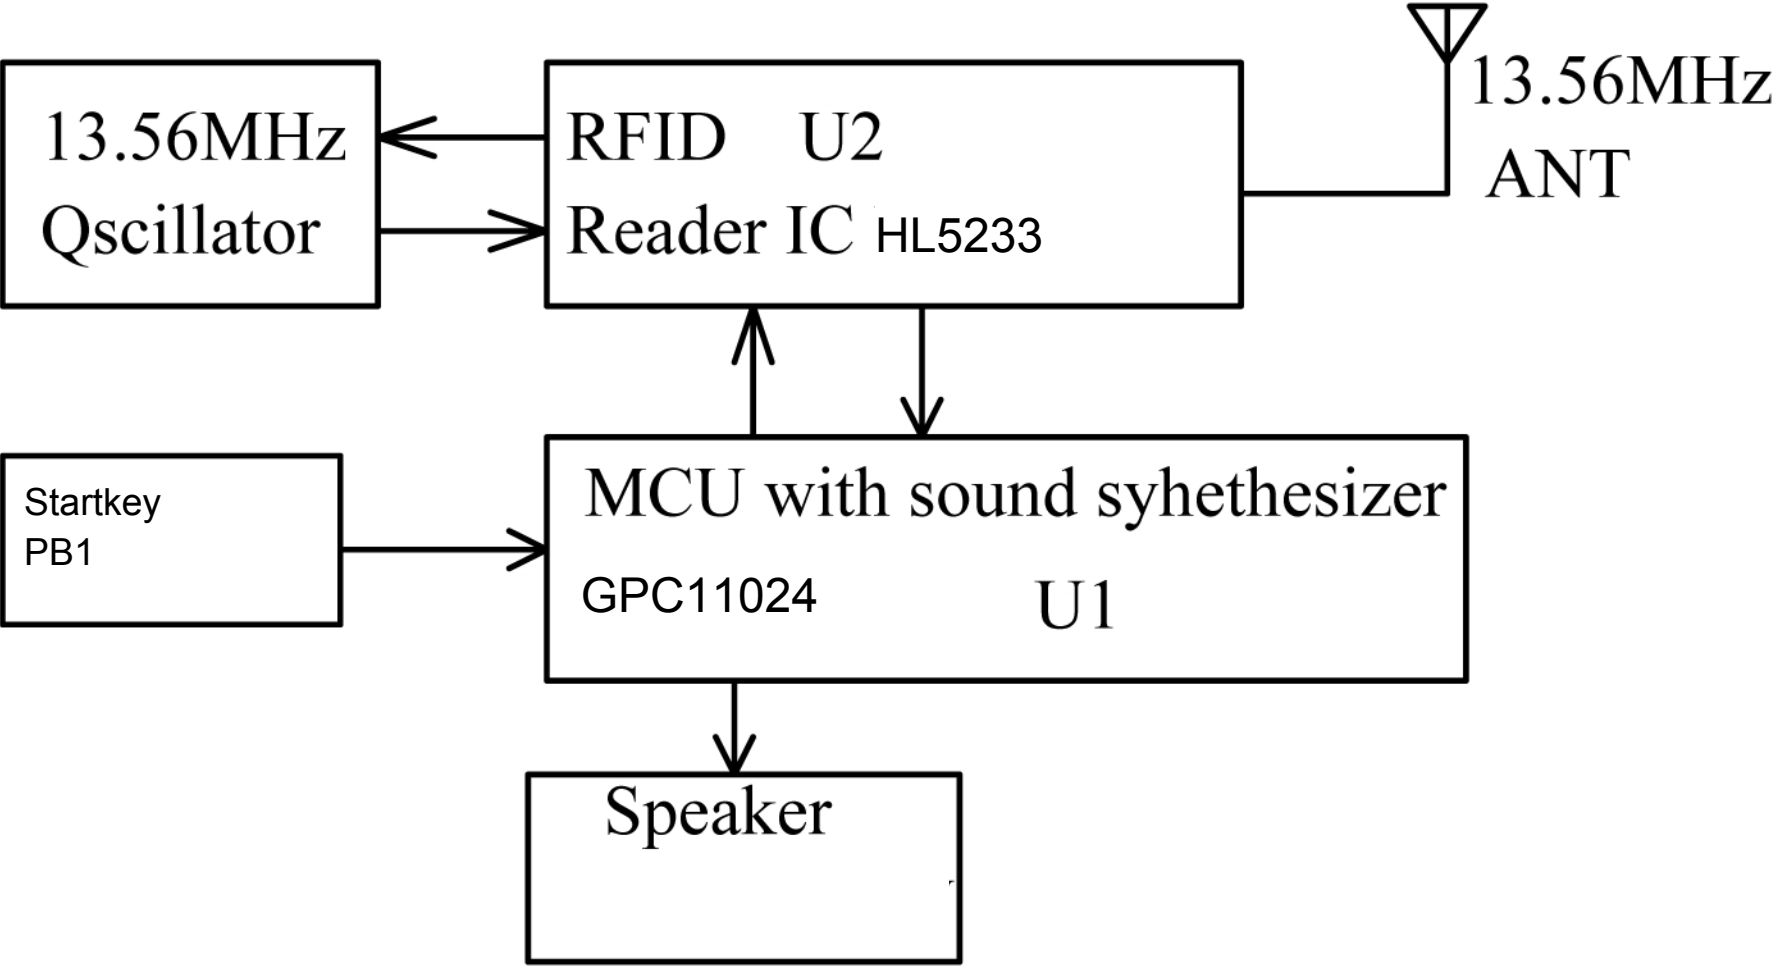 13.56MHz
Qscillator
RFID U2
Reader IC HL5233
13.56MHz
ANT
Startkey
PB1
MCU with sound syhethesizer
GPC11024 U1
Speaker